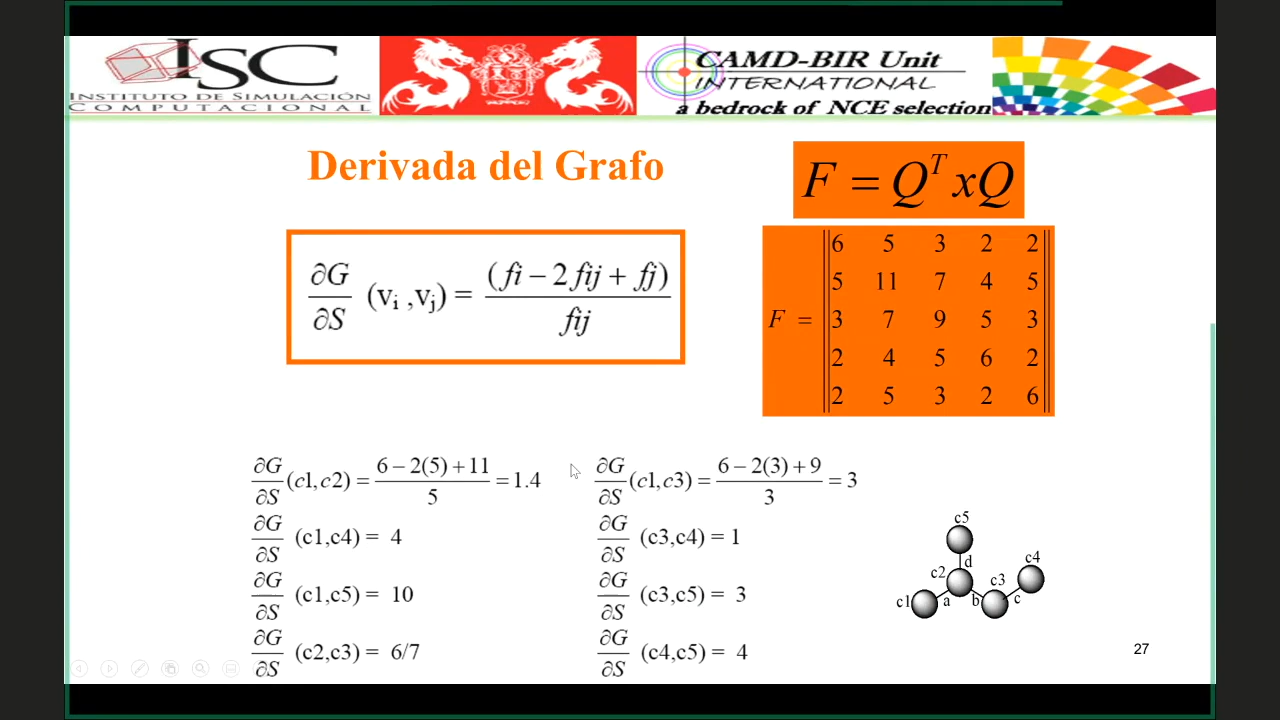 ISC
INSTITUTO DE SIMULACIÓN
COMPUTACIONAL
CAMD-BIR Unit
INTERNATIONAL
a bedrock of NCE selection
Derivada del Grafo
F = Q^T x Q
∂G/∂S (vi ,vj) = (fi − 2 fij + fj) / fij
F =
6 5 3 2 2
5 11 7 4 5
3 7 9 5 3
2 4 5 6 2
2 5 3 2 6
∂G/∂S (c1,c2) = (6 − 2(5) + 11) / 5 = 1.4
∂G/∂S (c1,c3) = (6 − 2(3) + 9) / 3 = 3
∂G/∂S (c1,c4) = 4
∂G/∂S (c3,c4) = 1
∂G/∂S (c1,c5) = 10
∂G/∂S (c3,c5) = 3
∂G/∂S (c2,c3) = 6/7
∂G/∂S (c4,c5) = 4
c5
d
c4
c2
c3
c1
a
b
c
27